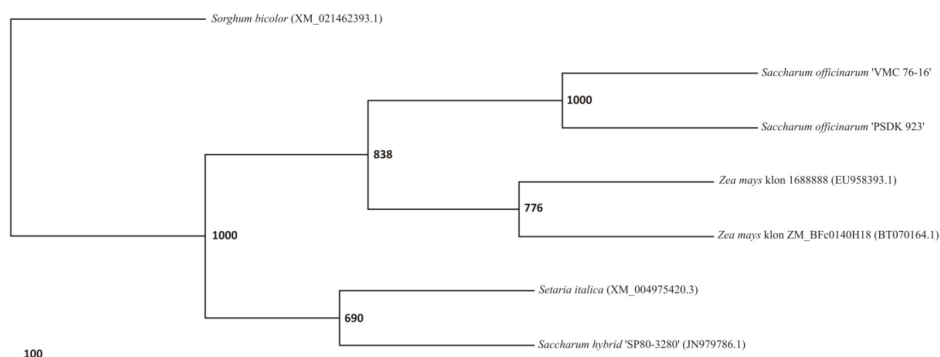 Sorghum bicolor (XM_021462393.1)
Saccharum officinarum 'VMC 76-16'
1000
Saccharum officinarum 'PSDK 923'
838
Zea mays klon 1688888 (EU958393.1)
776
1000
Zea mays klon ZM_BFc0140H18 (BT070164.1)
Setaria italica (XM_004975420.3)
690
Saccharum hybrid 'SP80-3280' (JN979786.1)
100